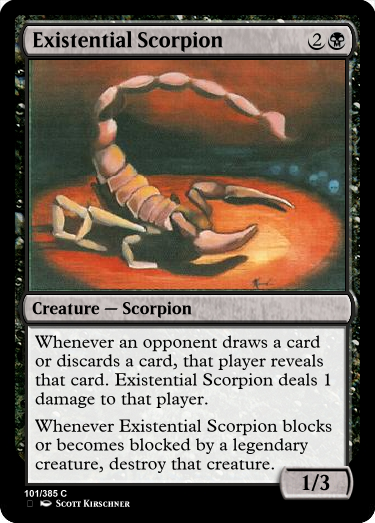 Existential Scorpion 2
Creature — Scorpion
Whenever an opponent draws a card
or discards a card, that player reveals
that card. Existential Scorpion deals 1
damage to that player.
Whenever Existential Scorpion blocks
or becomes blocked by a legendary
creature, destroy that creature.
1/3
101/385 C
Scott Kirschner